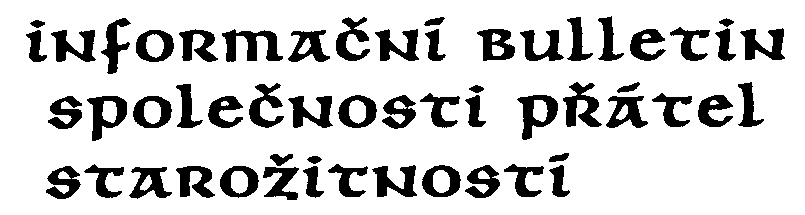 informační bulletin
společnosti přátel
starožitností